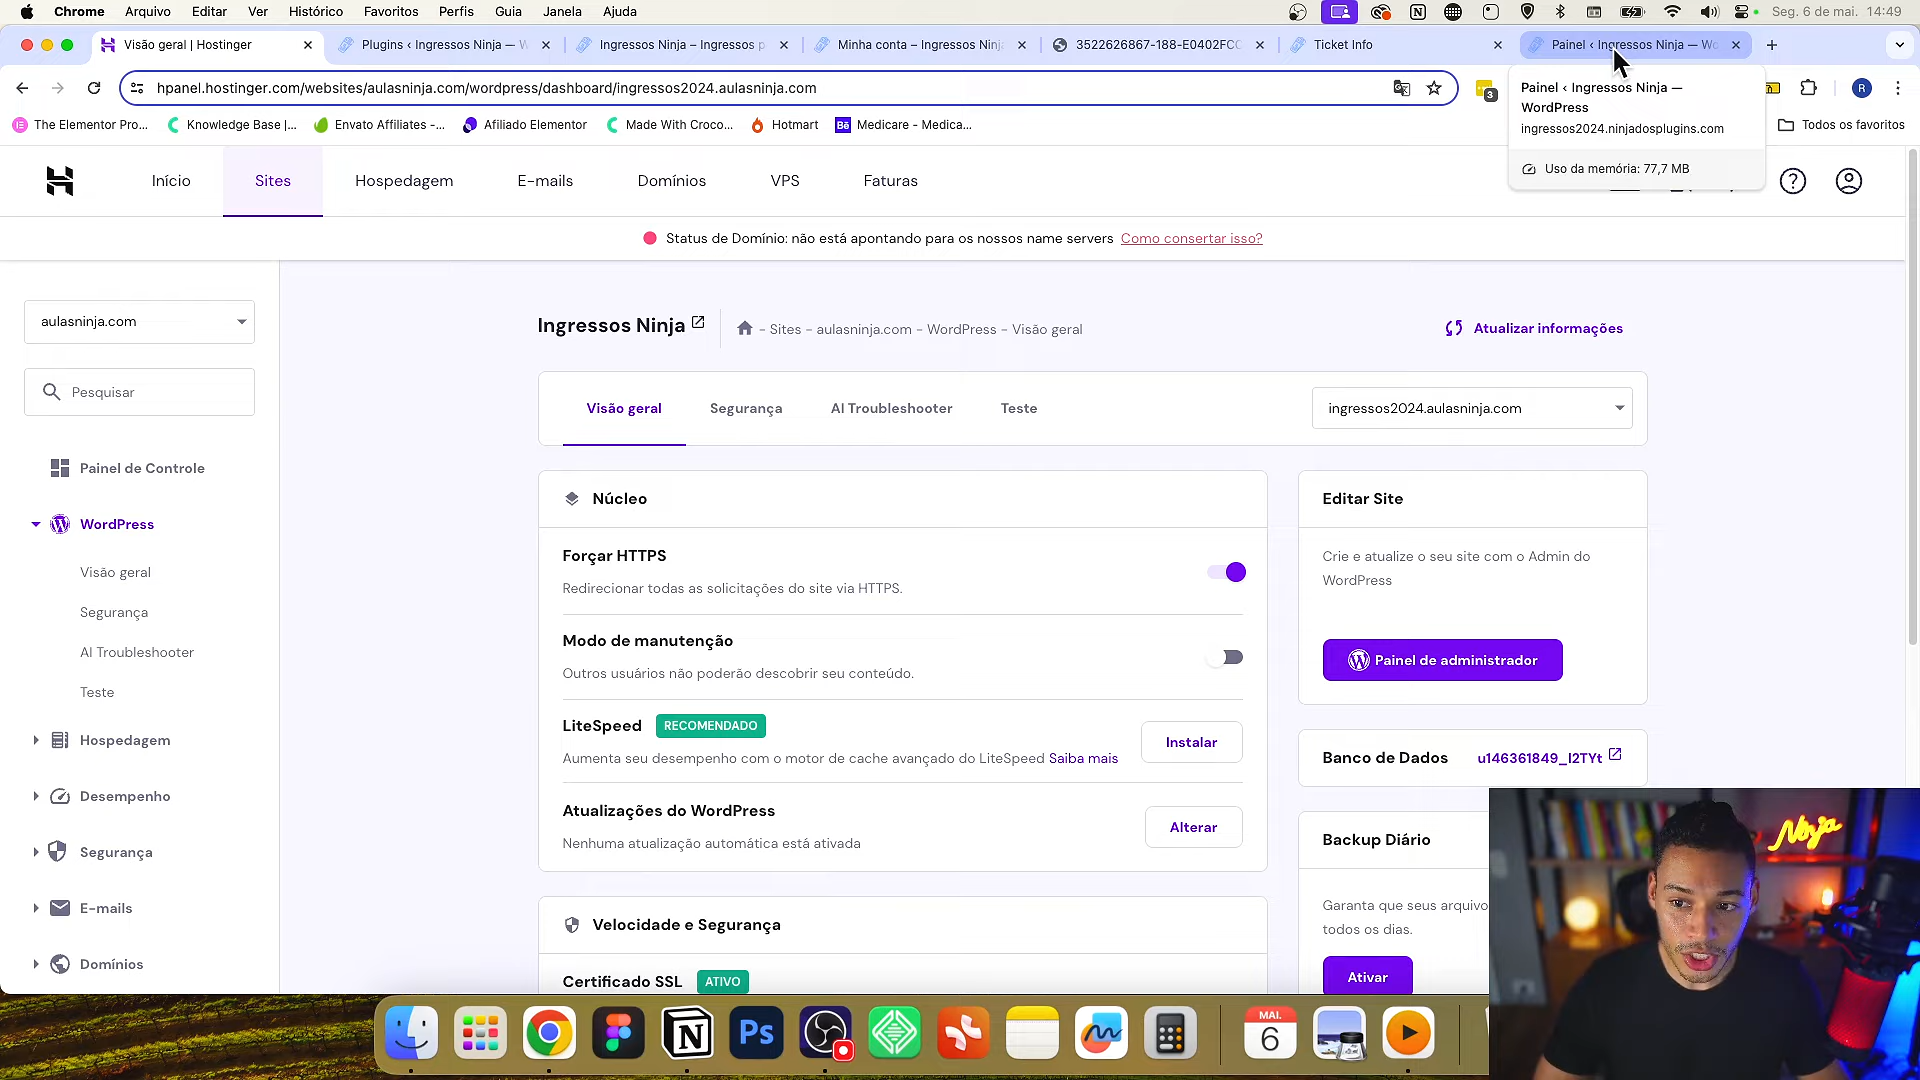 Chrome Arquivo Editar Ver Histórico Favoritos Perfis Guia Janela Ajuda
Seg. 6 de mai. 14:49
Visão geral | Hostinger
Plugins ‹ Ingressos Ninja — W
Ingressos Ninja – Ingressos p
Minha conta – Ingressos Ninj
3522626867-188-E0402FCC
Ticket Info
Painel ‹ Ingressos Ninja — Wo
hpanel.hostinger.com/websites/aulasninja.com/wordpress/dashboard/ingressos2024.aulasninja.com
3
R
Painel ‹ Ingressos Ninja —
WordPress
ingressos2024.ninjadosplugins.com
Uso da memória: 77,7 MB
The Elementor Pro...
Knowledge Base |...
Envato Affiliates -...
Afiliado Elementor
Made With Croco...
Hotmart
Bē Medicare - Medica...
Todos os favoritos
Início Sites Hospedagem E-mails Domínios VPS Faturas
Status de Domínio: não está apontando para os nossos name servers Como consertar isso?
aulasninja.com
Pesquisar
Painel de Controle
WordPress
Visão geral
Segurança
AI Troubleshooter
Teste
Hospedagem
Desempenho
Segurança
E-mails
Domínios
Ingressos Ninja
- Sites - aulasninja.com - WordPress - Visão geral
Atualizar informações
Visão geral Segurança AI Troubleshooter Teste
ingressos2024.aulasninja.com
Núcleo
Forçar HTTPS
Redirecionar todas as solicitações do site via HTTPS.
Modo de manutenção
Outros usuários não poderão descobrir seu conteúdo.
LiteSpeed RECOMENDADO
Aumenta seu desempenho com o motor de cache avançado do LiteSpeed Saiba mais
Instalar
Atualizações do WordPress
Nenhuma atualização automática está ativada
Alterar
Velocidade e Segurança
Certificado SSL ATIVO
Editar Site
Crie e atualize o seu site com o Admin do
WordPress
Painel de administrador
Banco de Dados u146361849_I2TYt
Backup Diário
Garanta que seus arquivo
todos os dias.
Ativar
Ninja
Ps
MAI.
6